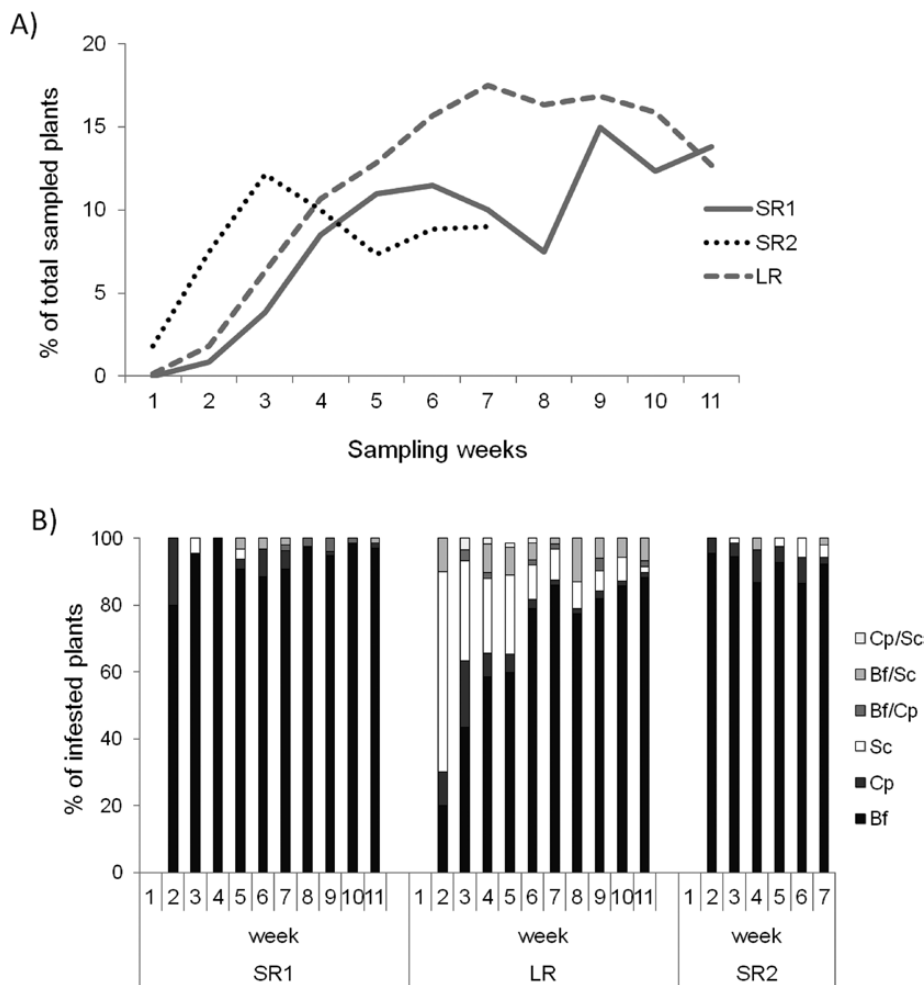 A)
% of total sampled plants
20
15
10
5
0
1 2 3 4 5 6 7 8 9 10 11
Sampling weeks
SR1
SR2
LR
B)
% of infested plants
100
80
60
40
20
0
1 2 3 4 5 6 7 8 9 10 11 1 2 3 4 5 6 7 8 9 10 11 1 2 3 4 5 6 7
week week week
SR1 LR SR2
Cp/Sc
Bf/Sc
Bf/Cp
Sc
Cp
Bf